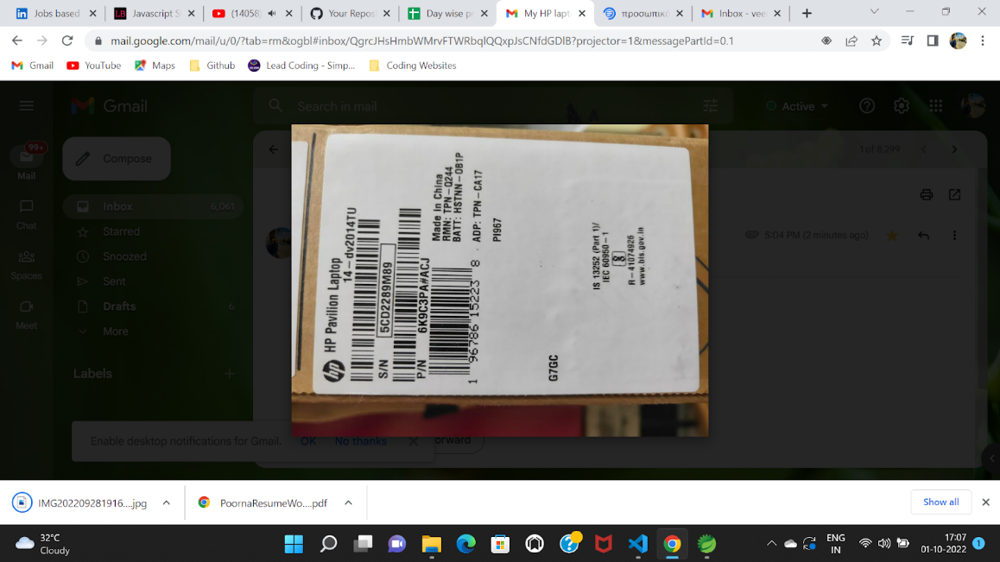 Jobs based
Javascript S
(14058)
Your Repos
Day wise pr
My HP lapt
προσωπικό
Inbox - vee
mail.google.com/mail/u/0/?tab=rm&ogbl#inbox/QgrcJHsHmbWMrvFTWRbqlQQxpJsCNfdGDlB?projector=1&messagePartId=0.1
Gmail
YouTube
Maps
Github
Lead Coding - Simp...
Coding Websites
Gmail
Search in mail
Active
99+
Mail
Chat
Spaces
Meet
Compose
Inbox 6,061
Starred
Snoozed
Sent
Drafts 6
More
Labels
1 of 8,299
5:04 PM (2 minutes ago)
hp HP Pavilion Laptop
14-dv2014TU
S/N 5CD2289M89
P/N 6K9C3PA#ACJ
1 96786 15223 8
Made in China
RMN: TPN-Q244
BATT: HSTNN-OB1P
ADP: TPN-CA17
PI967
G7GC
IS 13252 (Part 1)/
IEC 60950-1
R-41074926
www.bis.gov.in
Enable desktop notifications for Gmail. OK No thanks
orward
IMG202209281916....jpg
PoornaResumeWo....pdf
Show all
32°C
Cloudy
ENG
IN
17:07
01-10-2022
1